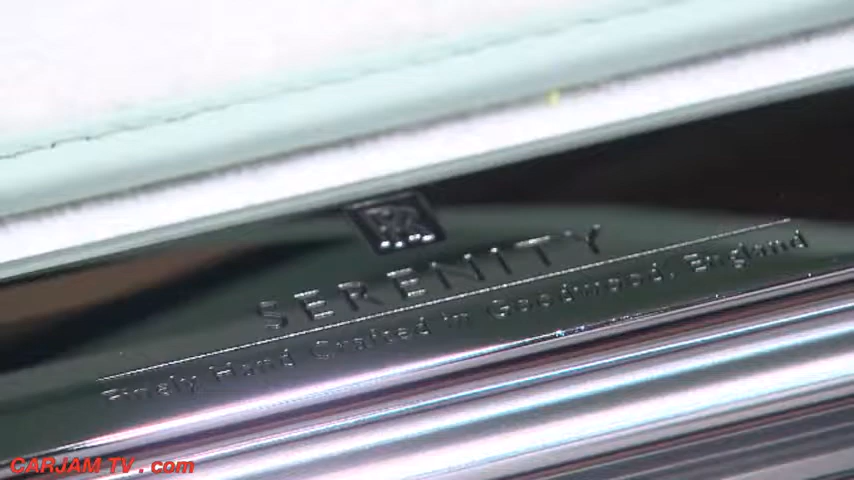 SERENITY
Finely Hand Crafted in Goodwood, England
CARJAM TV.com